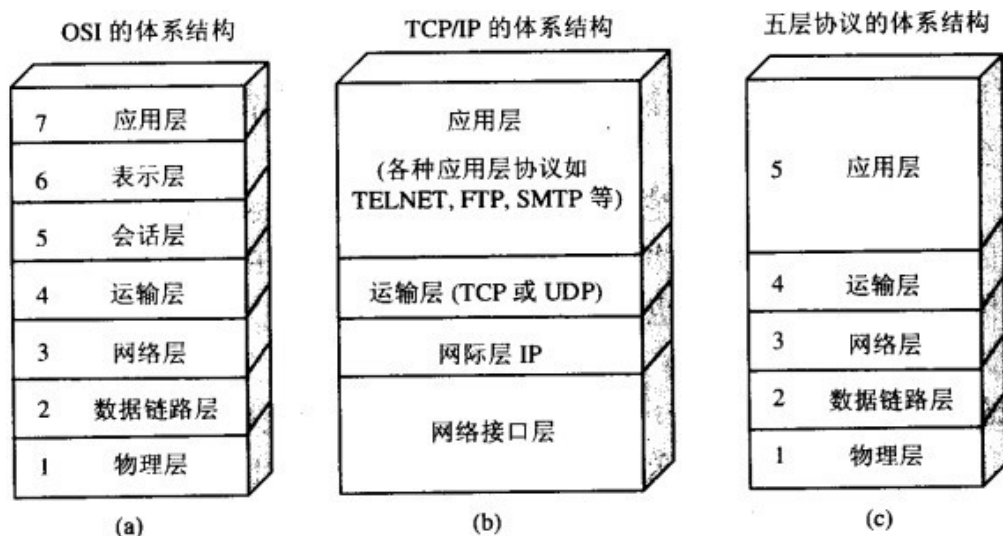 OSI 的体系结构
7 应用层
6 表示层
5 会话层
4 运输层
3 网络层
2 数据链路层
1 物理层
(a)
TCP/IP 的体系结构
应用层
(各种应用层协议如
TELNET, FTP, SMTP 等)
运输层 (TCP 或 UDP)
网际层 IP
网络接口层
(b)
五层协议的体系结构
5 应用层
4 运输层
3 网络层
2 数据链路层
1 物理层
(c)